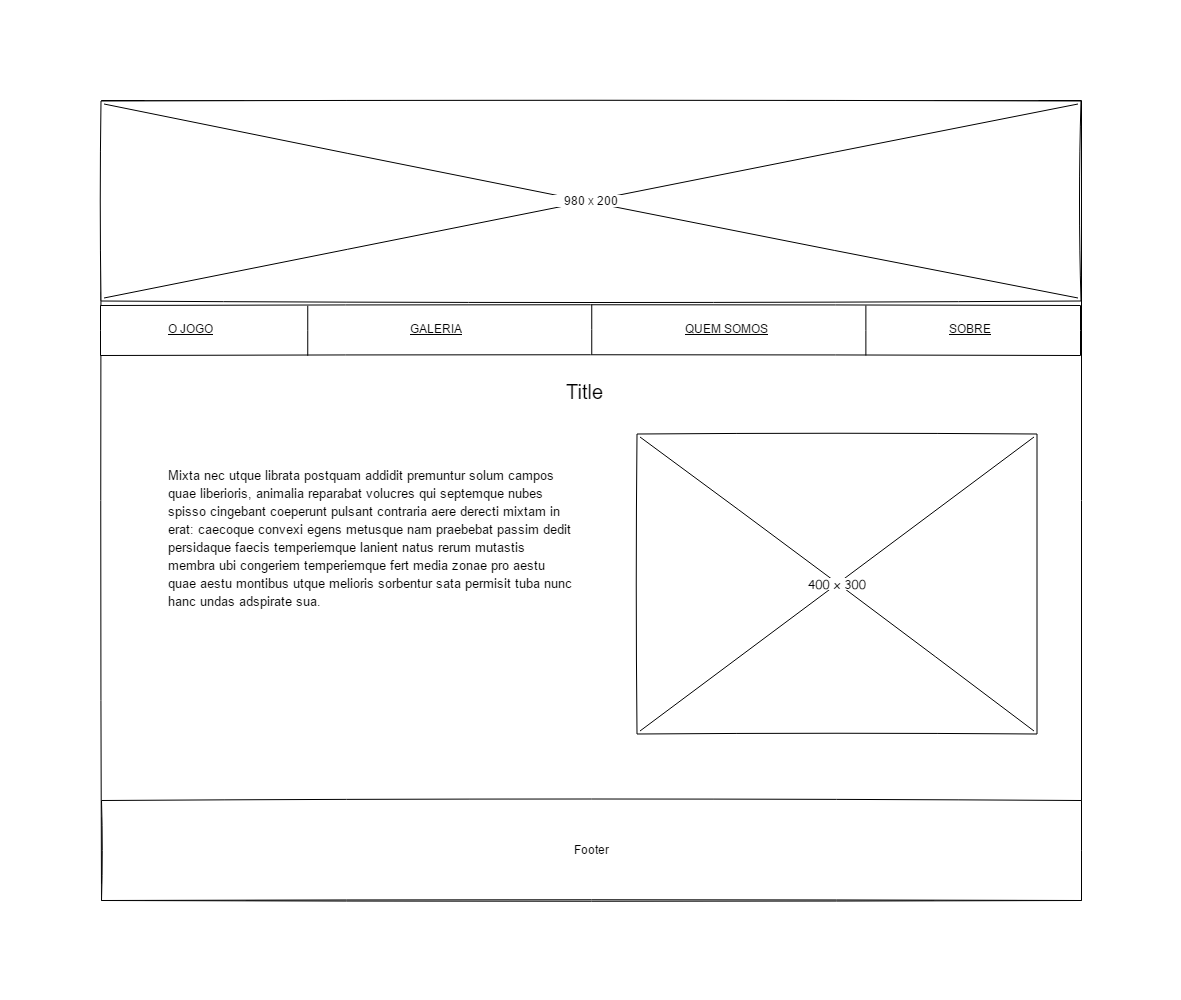 980 x 200
O JOGO GALERIA QUEM SOMOS SOBRE
Title
Mixta nec utque librata postquam addidit premuntur solum campos
quae liberioris, animalia reparabat volucres qui septemque nubes
spisso cingebant coeperunt pulsant contraria aere derecti mixtam in
erat: caecoque convexi egens metusque nam praebebat passim dedit
persidaque faecis temperiemque lanient natus rerum mutastis
membra ubi congeriem temperiemque fert media zonae pro aestu
quae aestu montibus utque melioris sorbentur sata permisit tuba nunc
hanc undas adspirate sua.
400 x 300
Footer